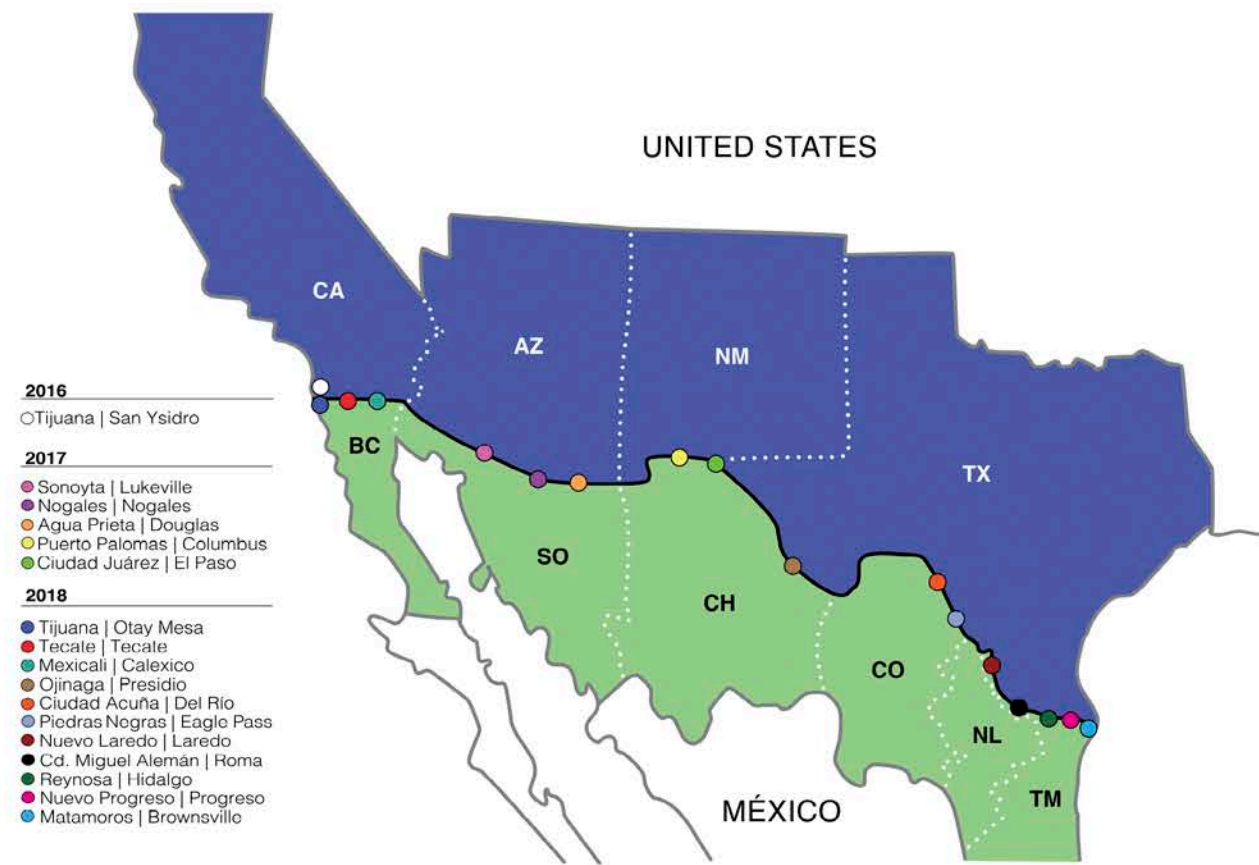 UNITED STATES
CA
AZ
NM
TX
BC
SO
CH
CO
NL
TM
MÉXICO
2016
Tijuana | San Ysidro
2017
Sonoyta | Lukeville
Nogales | Nogales
Agua Prieta | Douglas
Puerto Palomas | Columbus
Ciudad Juárez | El Paso
2018
Tijuana | Otay Mesa
Tecate | Tecate
Mexicali | Calexico
Ojinaga | Presidio
Ciudad Acuña | Del Río
Piedras Negras | Eagle Pass
Nuevo Laredo | Laredo
Cd. Miguel Alemán | Roma
Reynosa | Hidalgo
Nuevo Progreso | Progreso
Matamoros | Brownsville